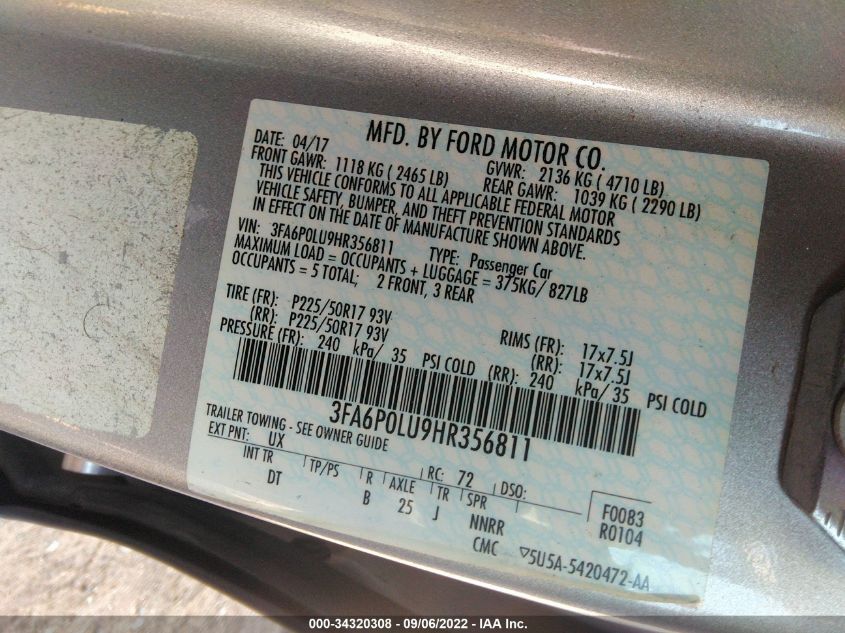 MFD. BY FORD MOTOR CO.
DATE: 04/17 GVWR: 2136 KG ( 4710 LB)
FRONT GAWR: 1118 KG ( 2465 LB) REAR GAWR: 1039 KG ( 2290 LB)
THIS VEHICLE CONFORMS TO ALL APPLICABLE FEDERAL MOTOR
VEHICLE SAFETY, BUMPER, AND THEFT PREVENTION STANDARDS
IN EFFECT ON THE DATE OF MANUFACTURE SHOWN ABOVE.
VIN: 3FA6P0LU9HR356811 TYPE: Passenger Car
MAXIMUM LOAD = OCCUPANTS + LUGGAGE = 375KG/ 827LB
OCCUPANTS = 5 TOTAL; 2 FRONT, 3 REAR
TIRE (FR): P225/50R17 93V RIMS (FR): 17x7.5J
(RR): P225/50R17 93V (RR): 17x7.5J
PRESSURE (FR): 240 kPa/ 35 PSI COLD (RR): 240 kPa/35 PSI COLD
3FA6P0LU9HR356811
TRAILER TOWING - SEE OWNER GUIDE
EXT PNT: UX RC: 72 DSO:
INT TR TP/PS R AXLE TR SPR F0083
DT B 25 J NNRR R0104
CMC ▽5U5A-5420472-AA
000-34320308 - 09/06/2022 - IAA Inc.